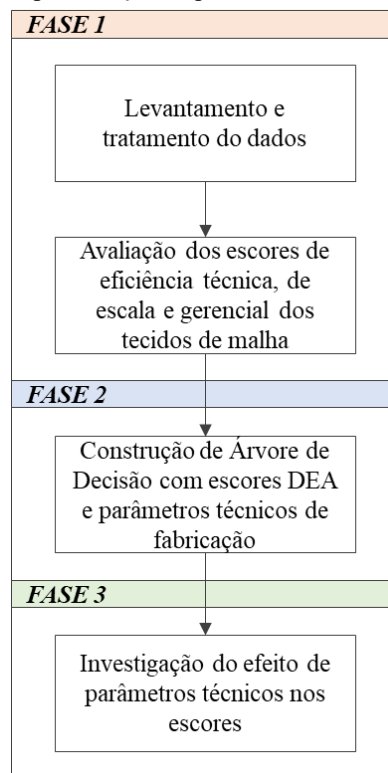 FASE 1
Levantamento e
tratamento do dados
Avaliação dos escores de
eficiência técnica, de
escala e gerencial dos
tecidos de malha
FASE 2
Construção de Árvore de
Decisão com escores DEA
e parâmetros técnicos de
fabricação
FASE 3
Investigação do efeito de
parâmetros técnicos nos
escores